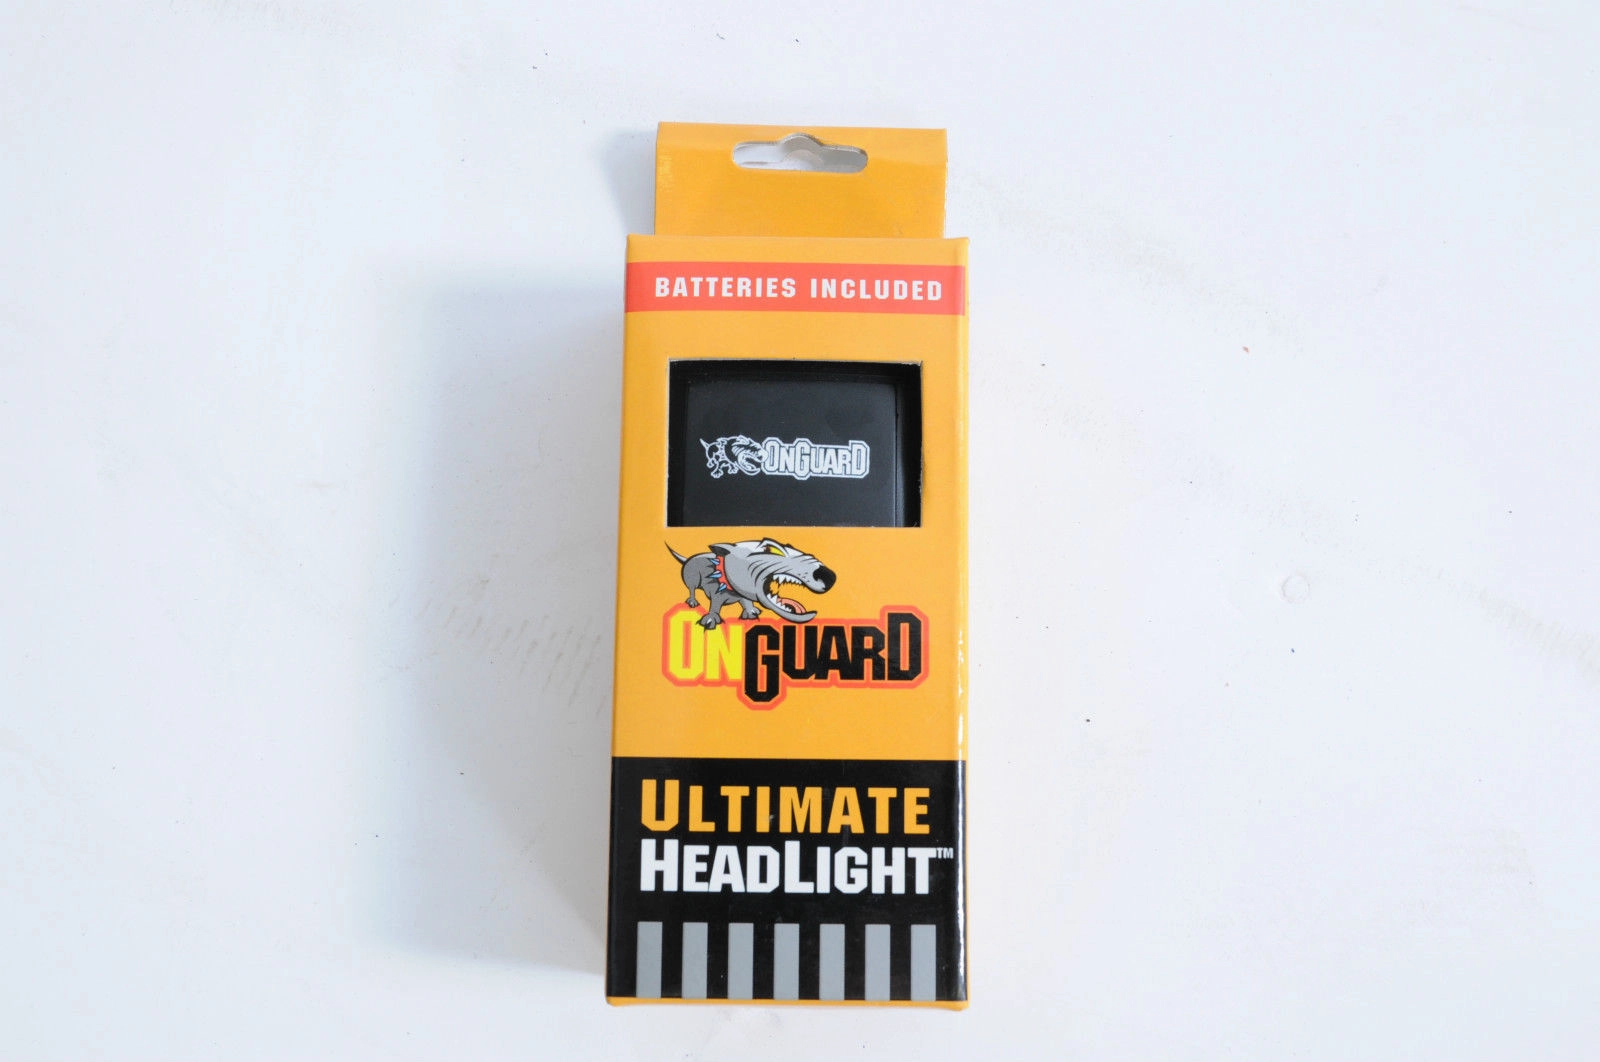 BATTERIES INCLUDED
ONGUARD
ONGUARD
ULTIMATE
HEADLIGHT™